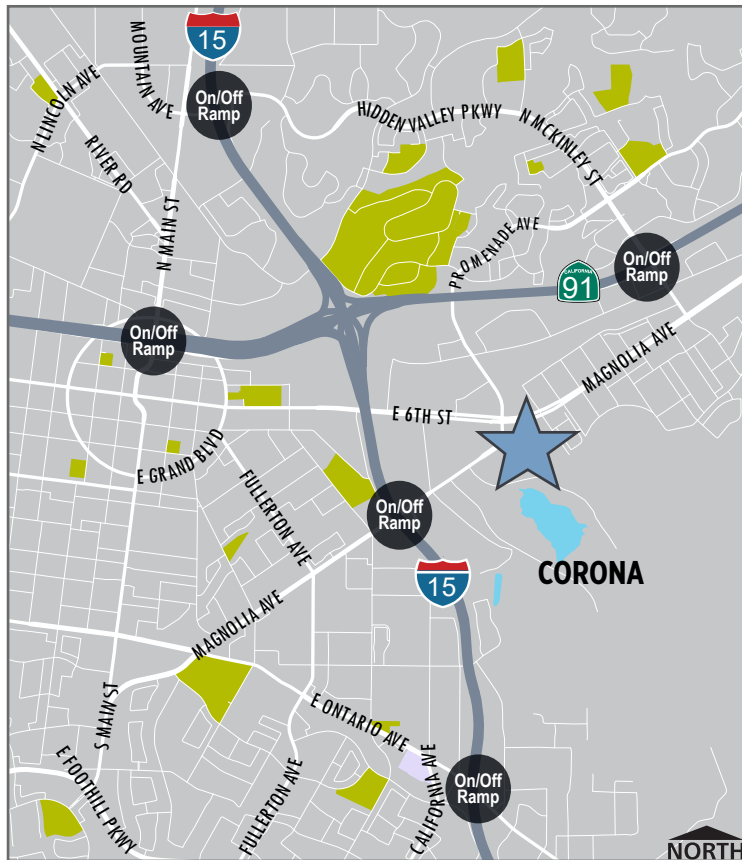 15
MOUNTAIN AVE
On/Off
Ramp
N LINCOLN AVE
HIDDEN VALLEY PKWY
N MCKINLEY ST
RIVER RD
N MAIN ST
PROMENADE AVE
On/Off
Ramp
CALIFORNIA
91
On/Off
Ramp
MAGNOLIA AVE
E 6TH ST
E GRAND BLVD
FULLERTON AVE
On/Off
Ramp
CORONA
15
MAGNOLIA AVE
S MAIN ST
E ONTARIO AVE
E FOOTHILL PKWY
FULLERTON AVE
CALIFORNIA AVE
On/Off
Ramp
NORTH